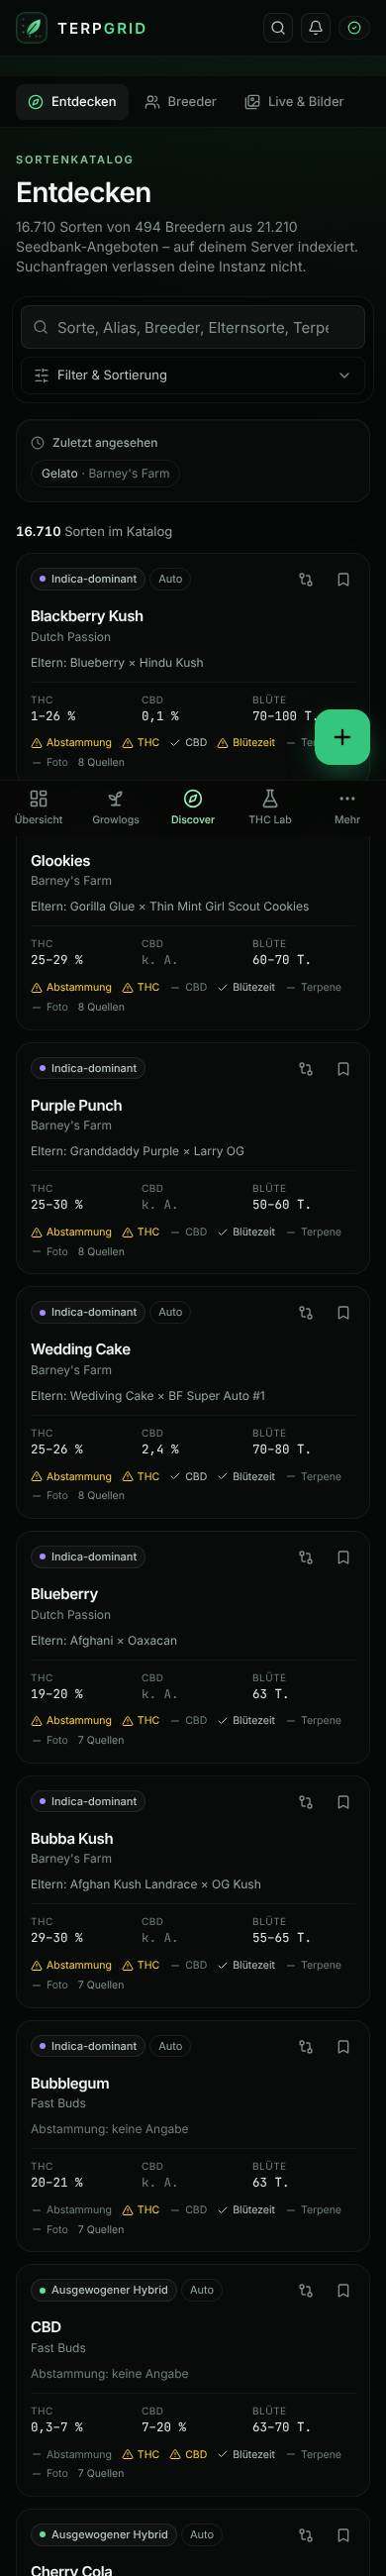 TERPGRID
Entdecken Breeder Live & Bilder
SORTENKATALOG
Entdecken
16.710 Sorten von 494 Breedern aus 21.210
Seedbank-Angeboten – auf deinem Server indexiert.
Suchanfragen verlassen deine Instanz nicht.
Sorte, Alias, Breeder, Elternsorte, Terpe
Filter & Sortierung
Zuletzt angesehen
Gelato · Barney's Farm
16.710 Sorten im Katalog
Indica-dominant Auto
Blackberry Kush
Dutch Passion
Eltern: Blueberry × Hindu Kush
THC CBD BLÜTE
1–26 % 0,1 % 70–100 T.
Abstammung THC CBD Blütezeit
Foto 8 Quellen
Übersicht Growlogs Discover THC Lab Mehr
Glookies
Barney's Farm
Eltern: Gorilla Glue × Thin Mint Girl Scout Cookies
THC CBD BLÜTE
25–29 % k. A. 60–70 T.
Abstammung THC CBD Blütezeit Terpene
Foto 8 Quellen
Indica-dominant
Purple Punch
Barney's Farm
Eltern: Granddaddy Purple × Larry OG
THC CBD BLÜTE
25–30 % k. A. 50–60 T.
Abstammung THC CBD Blütezeit Terpene
Foto 8 Quellen
Indica-dominant Auto
Wedding Cake
Barney's Farm
Eltern: Wediving Cake × BF Super Auto #1
THC CBD BLÜTE
25–26 % 2,4 % 70–80 T.
Abstammung THC CBD Blütezeit Terpene
Foto 8 Quellen
Indica-dominant
Blueberry
Dutch Passion
Eltern: Afghani × Oaxacan
THC CBD BLÜTE
19–20 % k. A. 63 T.
Abstammung THC CBD Blütezeit Terpene
Foto 7 Quellen
Indica-dominant
Bubba Kush
Barney's Farm
Eltern: Afghan Kush Landrace × OG Kush
THC CBD BLÜTE
29–30 % k. A. 55–65 T.
Abstammung THC CBD Blütezeit Terpene
Foto 7 Quellen
Indica-dominant Auto
Bubblegum
Fast Buds
Abstammung: keine Angabe
THC CBD BLÜTE
20–21 % k. A. 63 T.
Abstammung THC CBD Blütezeit Terpene
Foto 7 Quellen
Ausgewogener Hybrid Auto
CBD
Fast Buds
Abstammung: keine Angabe
THC CBD BLÜTE
0,3–7 % 7–20 % 63–70 T.
Abstammung THC CBD Blütezeit Terpene
Foto 7 Quellen
Ausgewogener Hybrid Auto
Cherry Cola